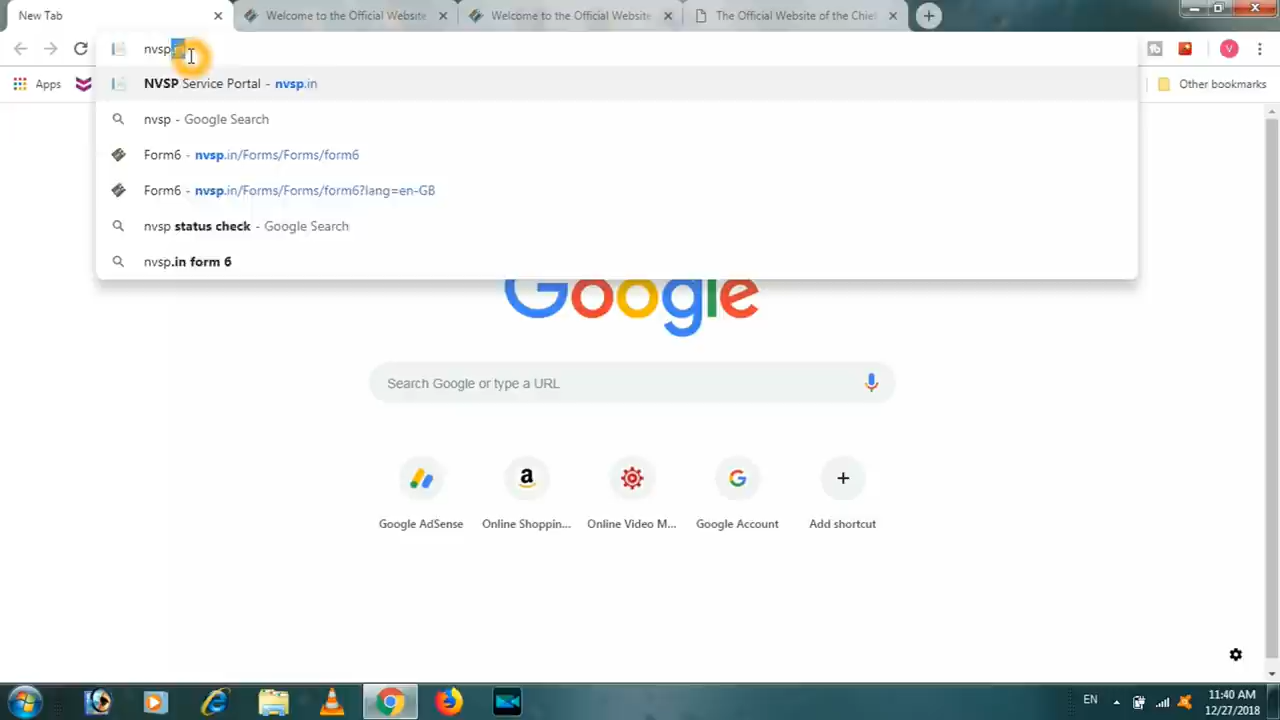 New Tab
Welcome to the Official Website
Welcome to the Official Website
The Official Website of the Chief
nvsp
V
Apps
Other bookmarks
NVSP Service Portal - nvsp.in
nvsp - Google Search
Form6 - nvsp.in/Forms/Forms/form6
Form6 - nvsp.in/Forms/Forms/form6?lang=en-GB
nvsp status check - Google Search
nvsp.in form 6
Google
Search Google or type a URL
Google AdSense
Online Shoppin...
Online Video M...
Google Account
Add shortcut
EN
11:40 AM
12/27/2018